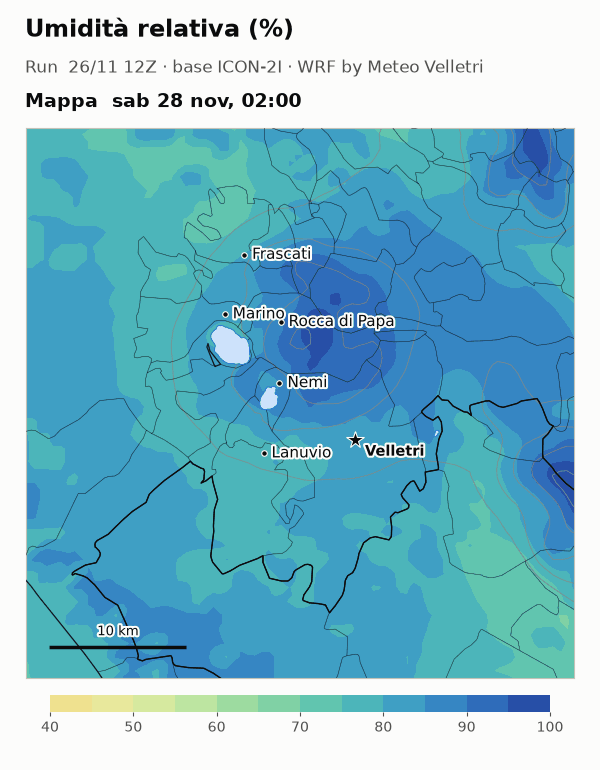 Umidità relativa (%)
Run  26/11 12Z · base ICON-2I · WRF by Meteo Velletri
Mappa  sab 28 nov, 02:00
Frascati
Marino
Rocca di Papa
Nemi
Velletri
Lanuvio
10 km
40 50 60 70 80 90 100